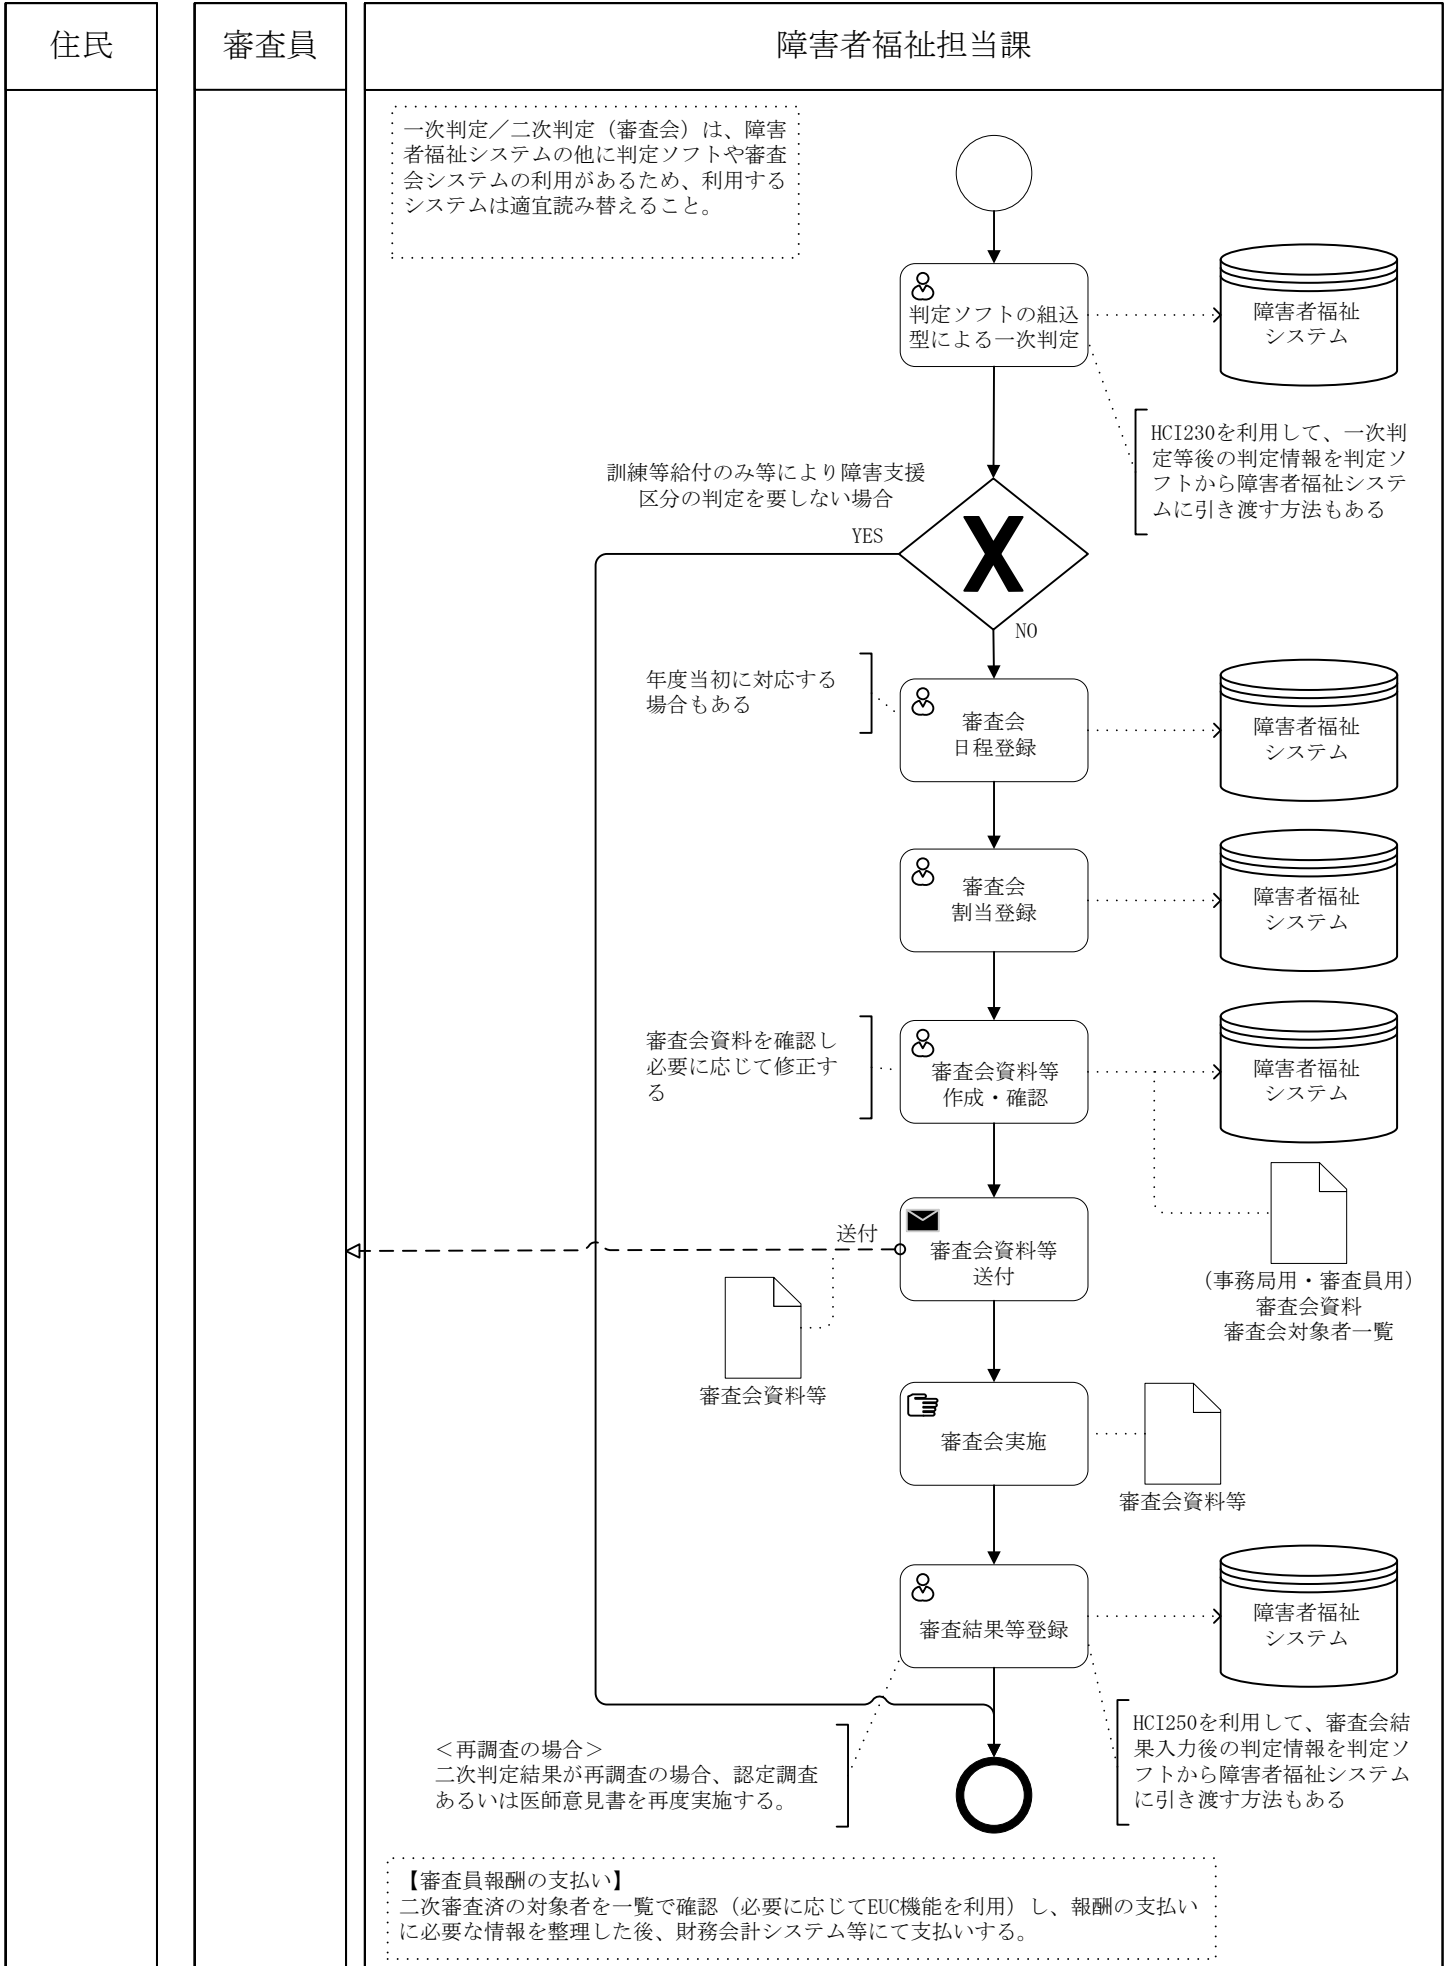 住民
審査員
障害者福祉担当課
一次判定／二次判定（審査会）は、障害
者福祉システムの他に判定ソフトや審査
会システムの利用があるため、利用する
システムは適宜読み替えること。
判定ソフトの組込
型による一次判定
障害者福祉
システム
HCI230を利用して、一次判
定等後の判定情報を判定ソ
フトから障害者福祉システ
ムに引き渡す方法もある
訓練等給付のみ等により障害支援
区分の判定を要しない場合
YES
X
NO
年度当初に対応する
場合もある
審査会
日程登録
障害者福祉
システム
審査会
割当登録
障害者福祉
システム
審査会資料を確認し
必要に応じて修正す
る
審査会資料等
作成・確認
障害者福祉
システム
（事務局用・審査員用）
審査会資料
審査会対象者一覧
送付
審査会資料等
送付
審査会資料等
審査会実施
審査会資料等
審査結果等登録
障害者福祉
システム
＜再調査の場合＞
二次判定結果が再調査の場合、認定調査
あるいは医師意見書を再度実施する。
HCI250を利用して、審査会結
果入力後の判定情報を判定ソ
フトから障害者福祉システム
に引き渡す方法もある
【審査員報酬の支払い】
二次審査済の対象者を一覧で確認（必要に応じてEUC機能を利用）し、報酬の支払い
に必要な情報を整理した後、財務会計システム等にて支払いする。